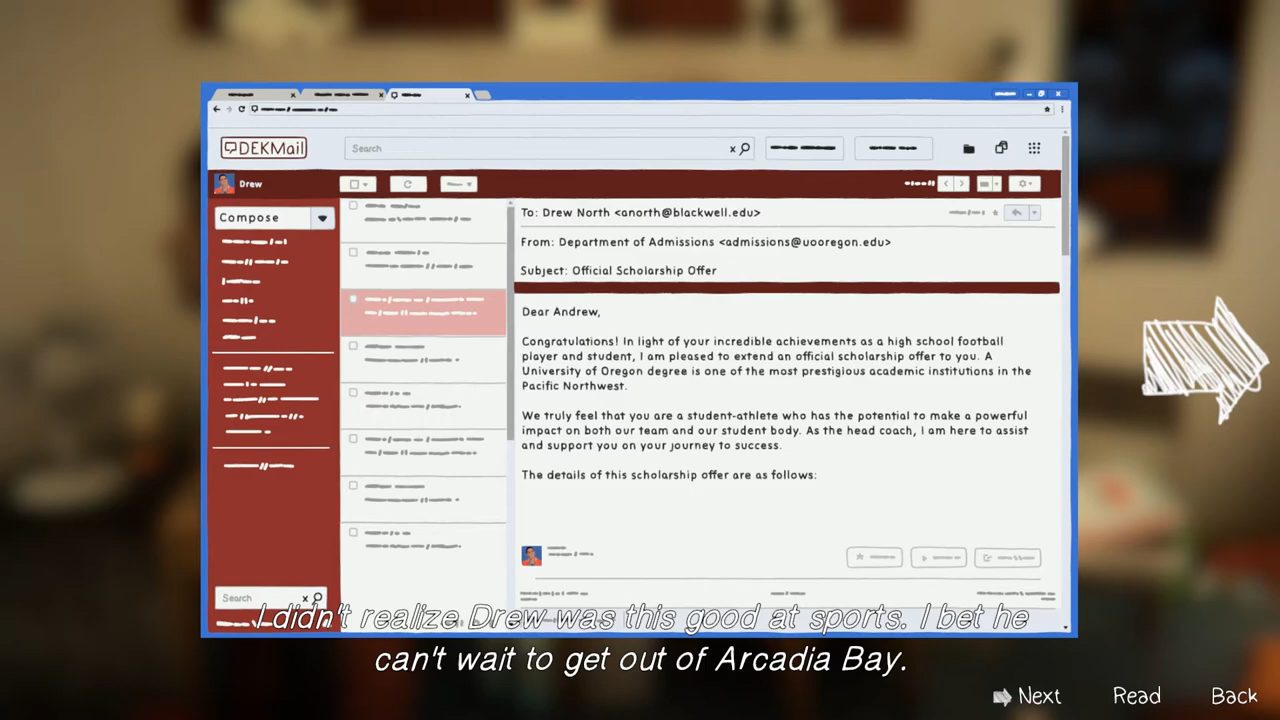 DEKMail
Search
Drew
Compose
To: Drew North <anorth@blackwell.edu>
From: Department of Admissions <admissions@uooregon.edu>
Subject: Official Scholarship Offer
Dear Andrew,
Congratulations! In light of your incredible achievements as a high school football
player and student, I am pleased to extend an official scholarship offer to you. A
University of Oregon degree is one of the most prestigious academic institutions in the
Pacific Northwest.
We truly feel that you are a student-athlete who has the potential to make a powerful
impact on both our team and our student body. As the head coach, I am here to assist
and support you on your journey to success.
The details of this scholarship offer are as follows:
Search
I didn't realize Drew was this good at sports. I bet he
can't wait to get out of Arcadia Bay.
Next
Read
Back